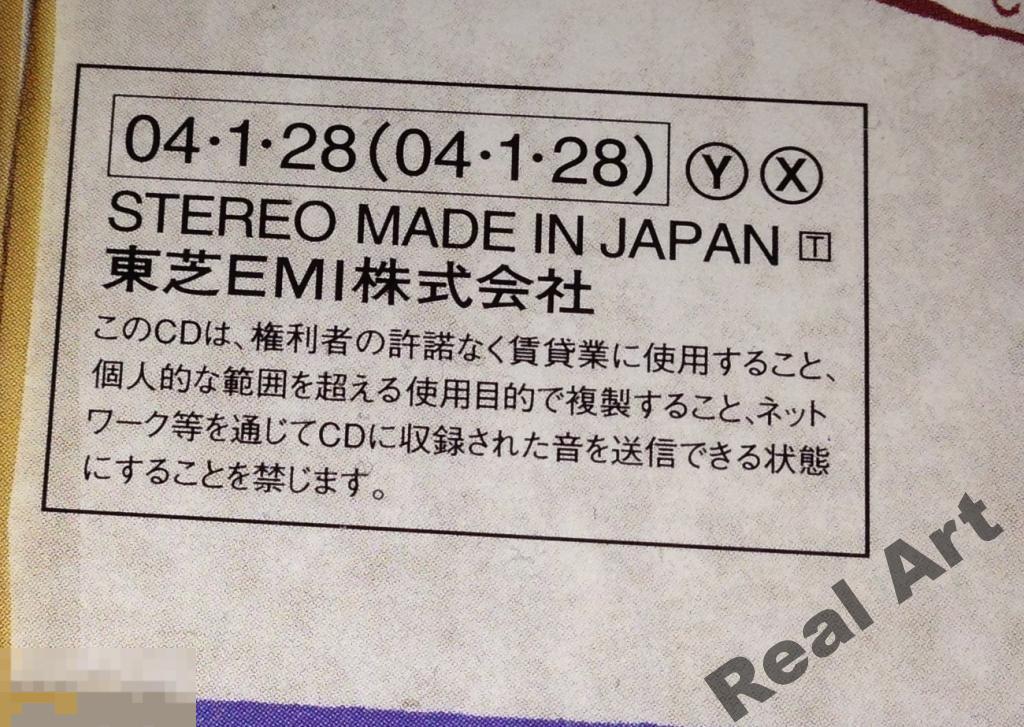 04・1・28(04・1・28) Ⓨ Ⓧ
STEREO MADE IN JAPAN 🅃
東芝EMI株式会社
このCDは、権利者の許諾なく賃貸業に使用すること、
個人的な範囲を超える使用目的で複製すること、ネット
ワーク等を通じてCDに収録された音を送信できる状態
にすることを禁じます。
Real Art